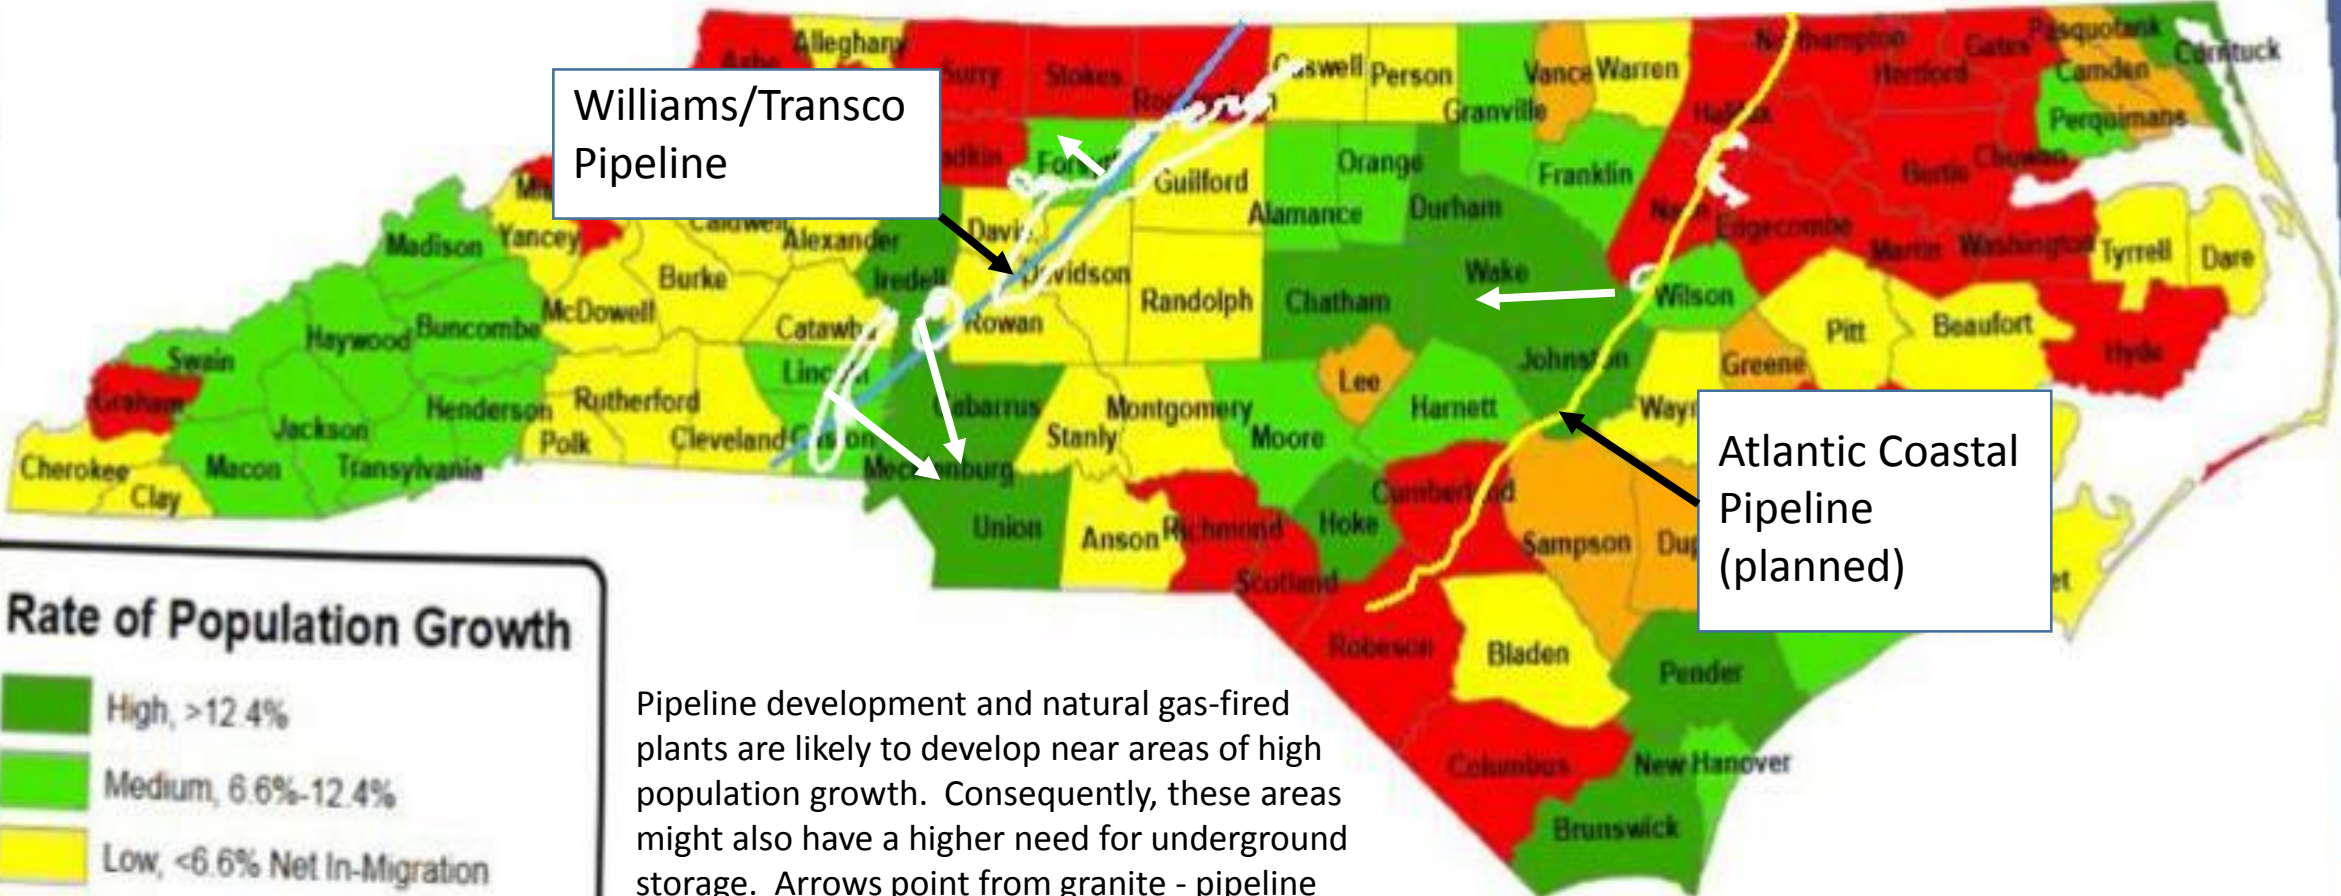 Alleghany
Ashe
Surry
Stokes
Caswell
Person
Vance
Warren
Northampton
Gates
Pasquotank
Currituck
Hertford
Camden
Granville
Halifax
Perquimans
Williams/Transco
Pipeline
Orange
Franklin
Bertie
Chowan
Guilford
Alamance
Durham
Nash
Edgecombe
Madison
Yancey
Caldwell
Alexander
Davie
Martin
Washington
Tyrrell
Dare
Burke
Iredell
Davidson
Wake
Wilson
McDowell
Randolph
Chatham
Haywood
Buncombe
Catawba
Rowan
Pitt
Beaufort
Swain
Lincoln
Johnston
Greene
Hyde
Lee
Graham
Henderson
Rutherford
Cabarrus
Montgomery
Harnett
Jackson
Polk
Cleveland
Gaston
Stanly
Moore
Cherokee
Clay
Macon
Transylvania
Mecklenburg
Cumberland
Atlantic Coastal
Pipeline
(planned)
Union
Anson
Richmond
Hoke
Sampson
Scotland
Robeson
Bladen
Pender
Columbus
New Hanover
Brunswick
Rate of Population Growth
High, >12.4%
Medium, 6.6%-12.4%
Low, <6.6% Net In-Migration
Pipeline development and natural gas-fired
plants are likely to develop near areas of high
population growth.  Consequently, these areas
might also have a higher need for underground
storage.  Arrows point from granite - pipeline